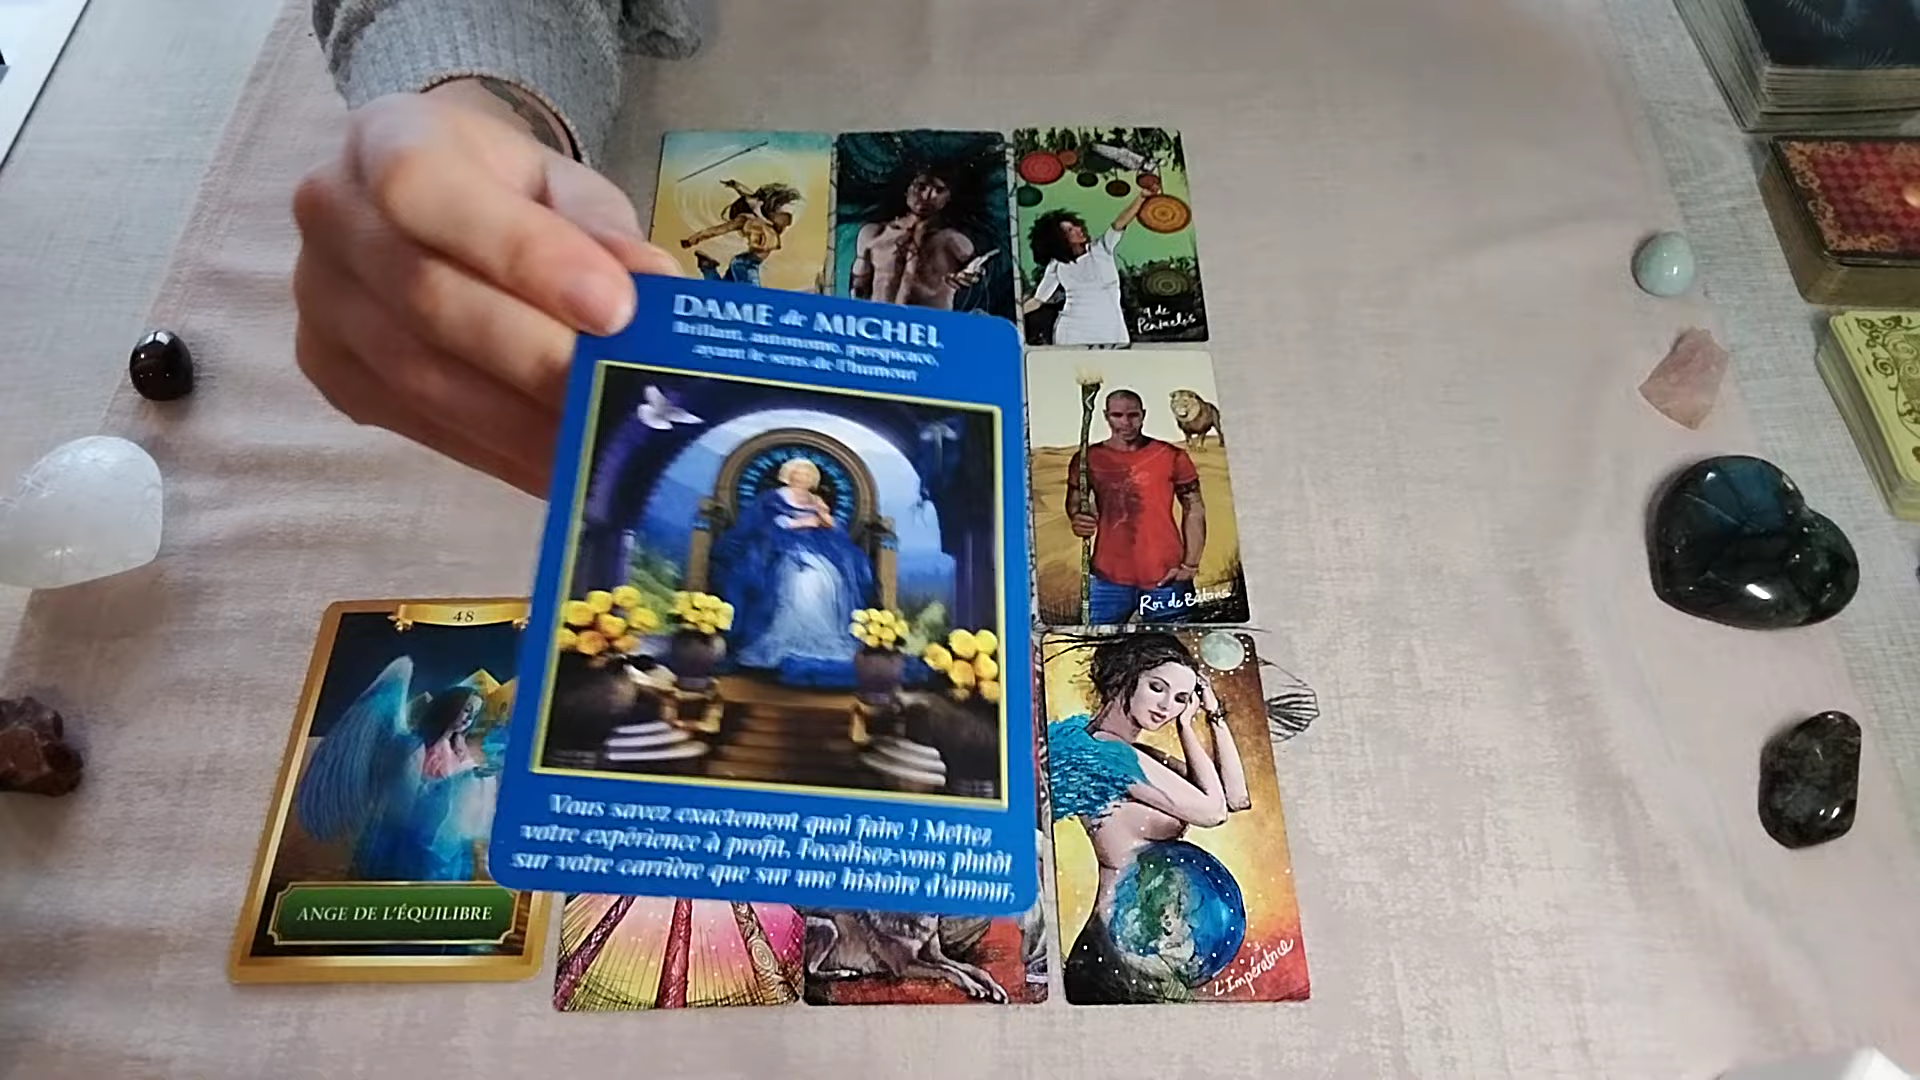 DAME de MICHEL
Brillant, autonome, perspicace,
ayant le sens de l'humour
9 de
Pentacles
Roi de Bâtons
48
ANGE DE L'ÉQUILIBRE
Vous savez exactement quoi faire ! Mettez
votre expérience à profit. Focalisez-vous plutôt
sur votre carrière que sur une histoire d'amour.
L'Impératrice